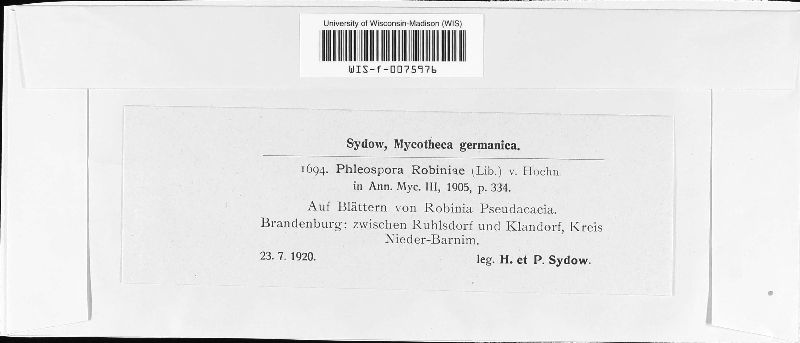 University of Wisconsin-Madison (WIS)
WIS-f-0075976
Sydow, Mycotheca germanica.
1694. Phleospora Robiniae (Lib.) v. Hoehn.
in Ann. Myc. III, 1905, p. 334.
Auf Blättern von Robinia Pseudacacia.
Brandenburg: zwischen Ruhlsdorf und Klandorf, Kreis
Nieder-Barnim.
23. 7. 1920. leg. H. et P. Sydow.